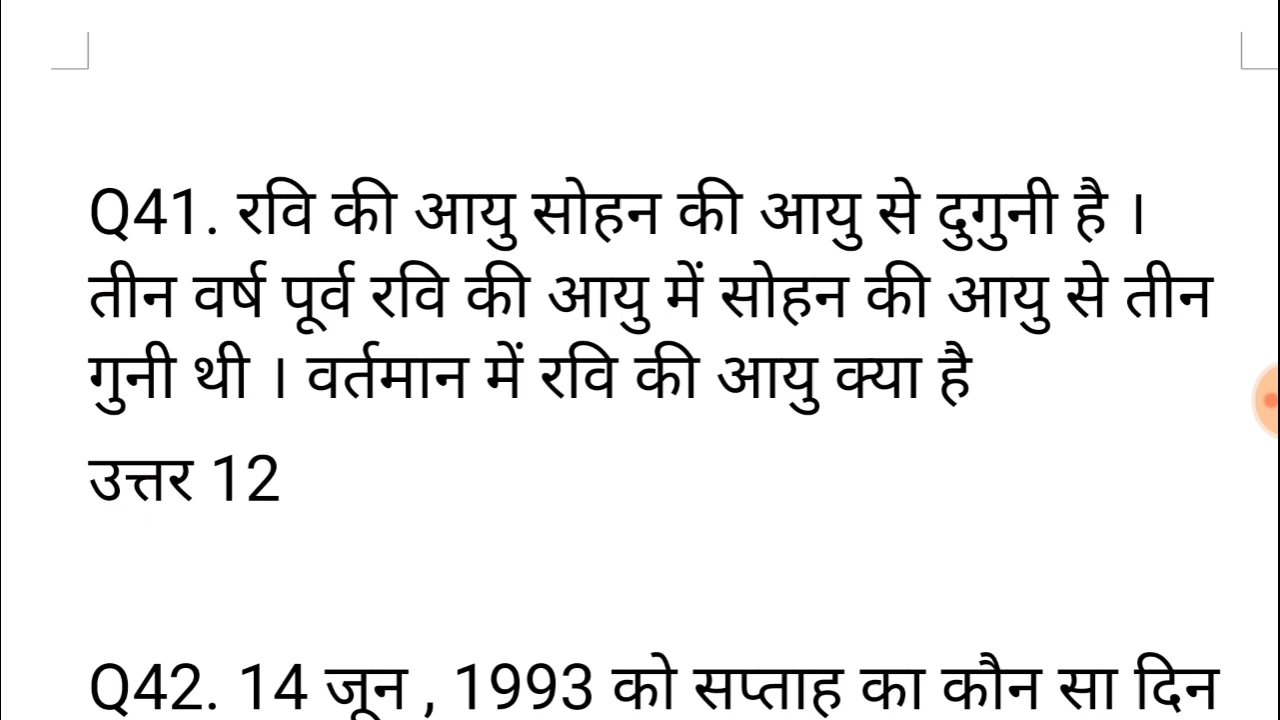 Q41. रवि की आयु सोहन की आयु से दुगुनी है ।
तीन वर्ष पूर्व रवि की आयु में सोहन की आयु से तीन
गुनी थी । वर्तमान में रवि की आयु क्या है
उत्तर 12
Q42. 14 जून , 1993 को सप्ताह का कौन सा दिन